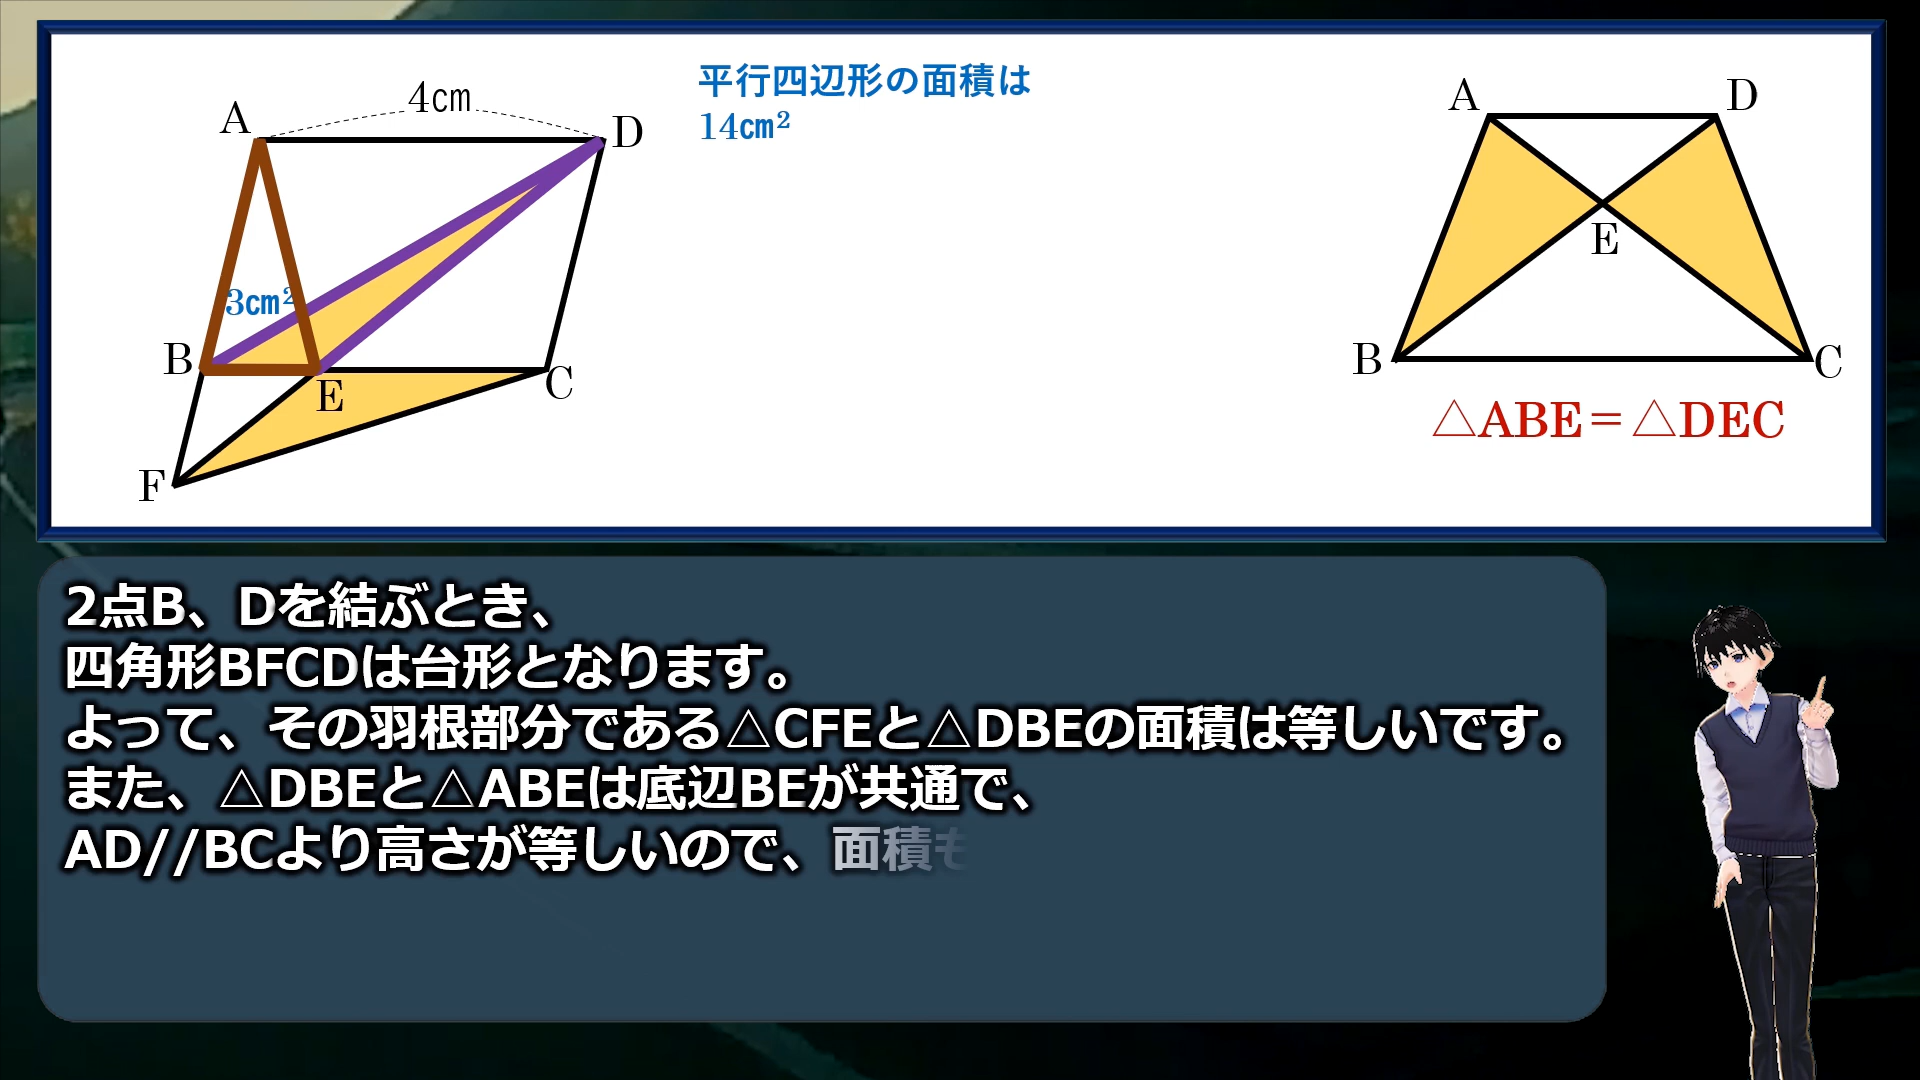 A
4cm
D
3cm²
B
E
C
F
平行四辺形の面積は
14cm²
A
D
E
B
C
△ABE＝△DEC
2点B、Dを結ぶとき、
四角形BFCDは台形となります。
よって、その羽根部分である△CFEと△DBEの面積は等しいです。
また、△DBEと△ABEは底辺BEが共通で、
AD//BCより高さが等しいので、面積も